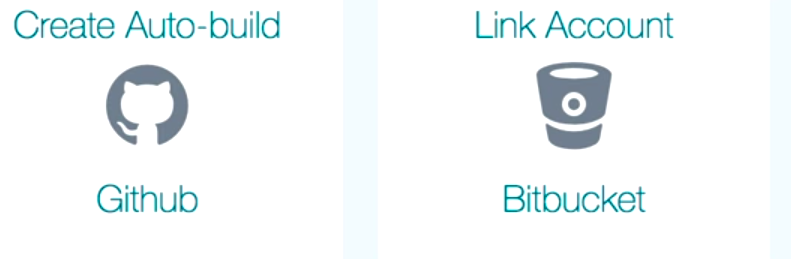 Create Auto-build
Github
Link Account
Bitbucket